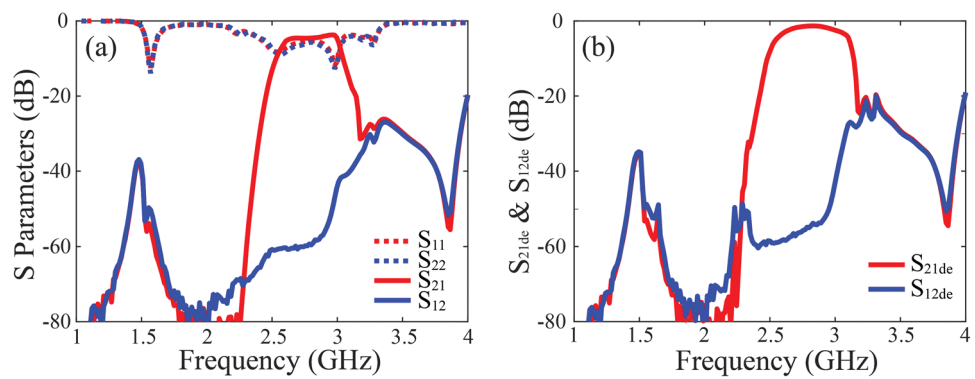 0
-20
-40
-60
-80
S Parameters (dB)
(a)
S11
S22
S21
S12
1
1.5
2
2.5
3
3.5
4
Frequency (GHz)
0
-20
-40
-60
-80
S21de & S12de (dB)
(b)
S21de
S12de
1
1.5
2
2.5
3
3.5
4
Frequency (GHz)